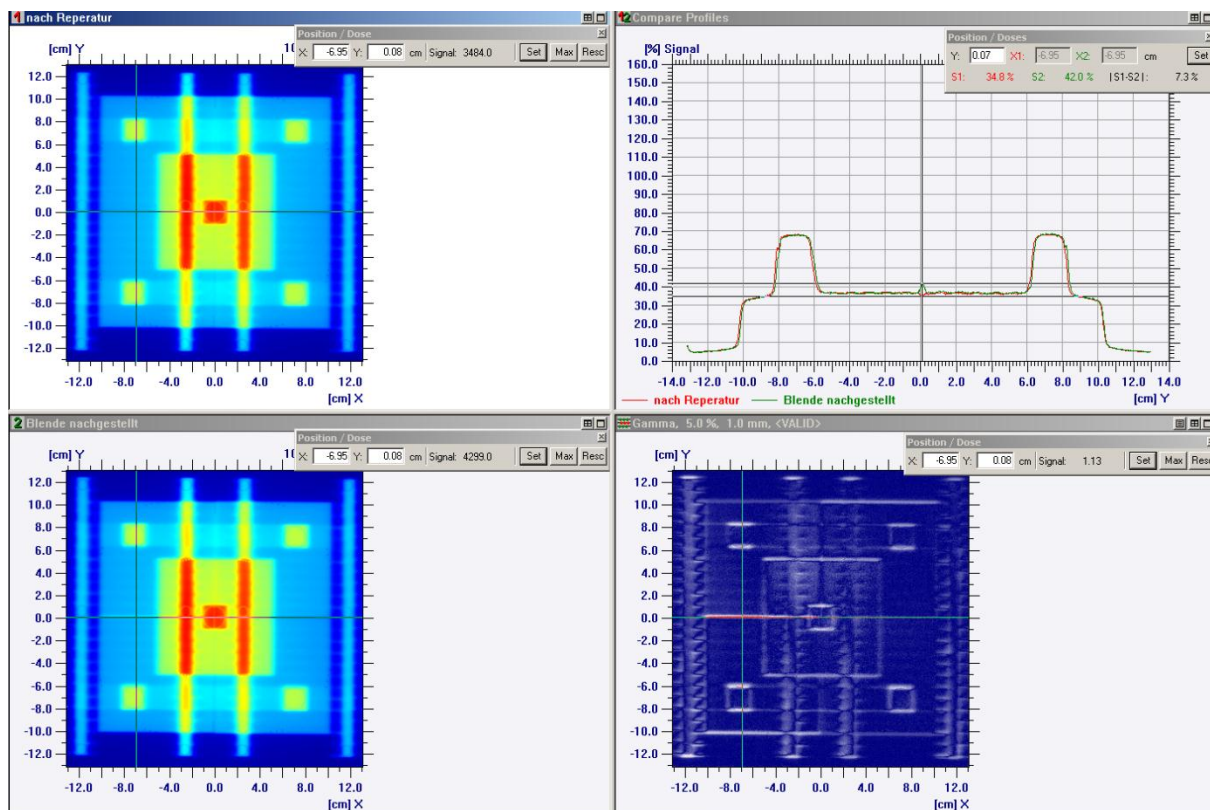 1 nach Reperatur
[cm] Y
Position / Dose
X: -6.95 Y: 0.08 cm Signal: 3484.0 Set Max Resc
12.0
10.0
8.0
6.0
4.0
2.0
0.0
-2.0
-4.0
-6.0
-8.0
-10.0
-12.0
-12.0 -8.0 -4.0 0.0 4.0 8.0 12.0
[cm] X
12 Compare Profiles
[%] Signal
Position / Doses
Y: 0.07 X1: -6.95 X2: -6.95 cm Set
S1: 34.8 % S2: 42.0 % |S1-S2| : 7.3 %
160.0
150.0
140.0
130.0
120.0
110.0
100.0
90.0
80.0
70.0
60.0
50.0
40.0
30.0
20.0
10.0
0.0
-14.0 -12.0 -10.0 -8.0 -6.0 -4.0 -2.0 0.0 2.0 4.0 6.0 8.0 10.0 12.0 14.0
nach Reperatur Blende nachgestellt [cm] Y
2 Blende nachgestellt
[cm] Y
Position / Dose
X: -6.95 Y: 0.08 cm Signal: 4299.0 Set Max Resc
12.0
10.0
8.0
6.0
4.0
2.0
0.0
-2.0
-4.0
-6.0
-8.0
-10.0
-12.0
-12.0 -8.0 -4.0 0.0 4.0 8.0 12.0
[cm] X
Gamma, 5.0 %, 1.0 mm, <VALID>
[cm] Y
Position / Dose
X: -6.95 Y: 0.08 cm Signal: 1.13 Set Max Resc
12.0
10.0
8.0
6.0
4.0
2.0
0.0
-2.0
-4.0
-6.0
-8.0
-10.0
-12.0
-12.0 -8.0 -4.0 0.0 4.0 8.0 12.0
[cm] X